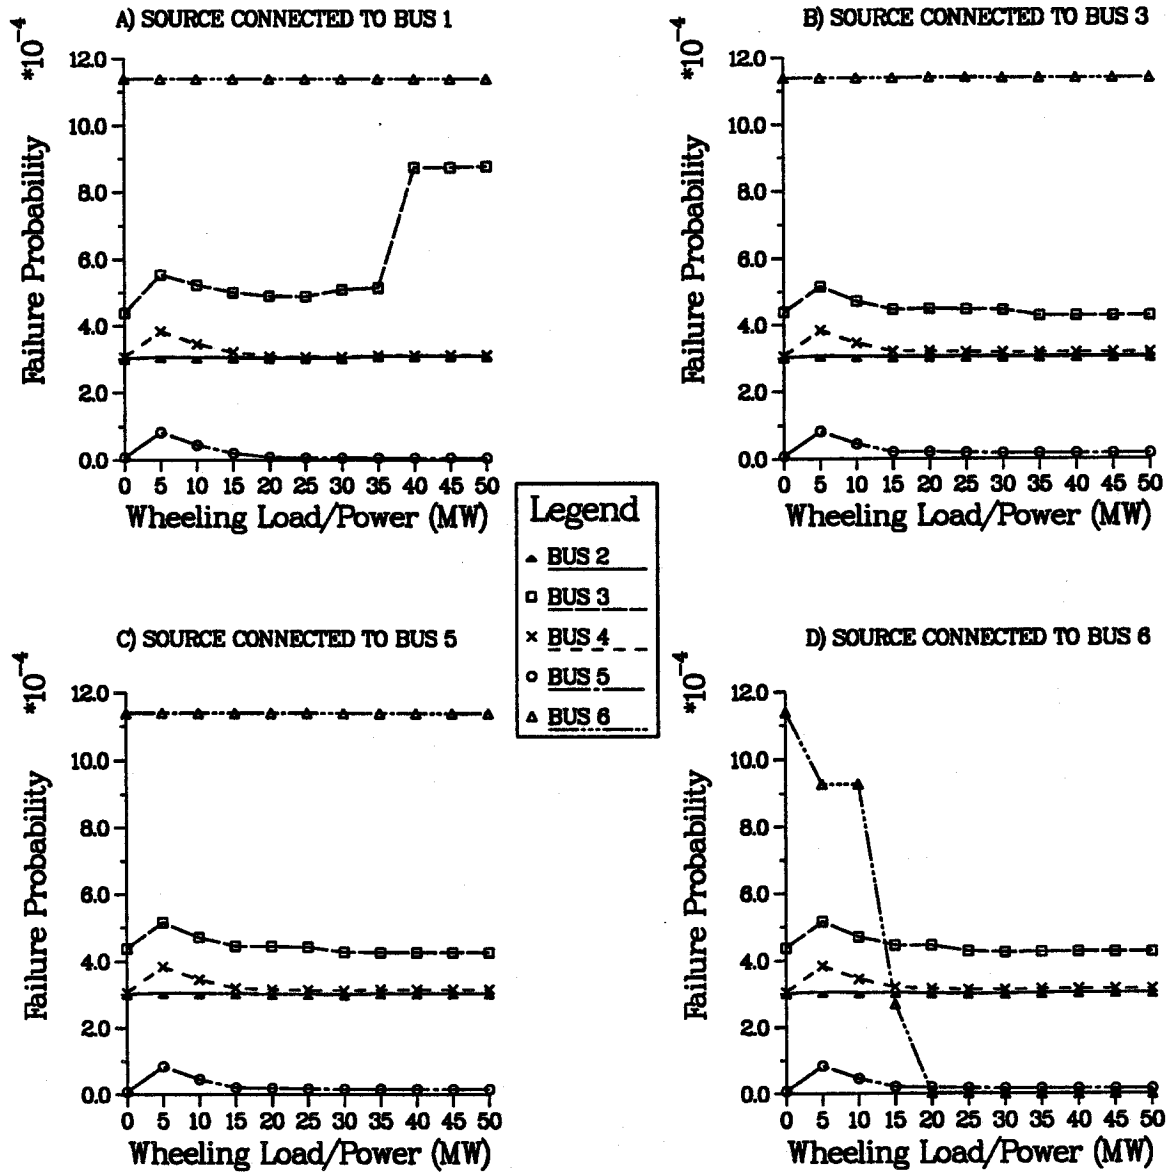 A) SOURCE CONNECTED TO BUS 1
*10⁻⁴
Failure Probability
12.0
10.0
8.0
6.0
4.0
2.0
0.0
0 5 10 15 20 25 30 35 40 45 50
Wheeling Load/Power (MW)
B) SOURCE CONNECTED TO BUS 3
*10⁻⁴
Failure Probability
12.0
10.0
8.0
6.0
4.0
2.0
0.0
0 5 10 15 20 25 30 35 40 45 50
Wheeling Load/Power (MW)
Legend
BUS 2
BUS 3
BUS 4
BUS 5
BUS 6
C) SOURCE CONNECTED TO BUS 5
*10⁻⁴
Failure Probability
12.0
10.0
8.0
6.0
4.0
2.0
0.0
0 5 10 15 20 25 30 35 40 45 50
Wheeling Load/Power (MW)
D) SOURCE CONNECTED TO BUS 6
*10⁻⁴
Failure Probability
12.0
10.0
8.0
6.0
4.0
2.0
0.0
0 5 10 15 20 25 30 35 40 45 50
Wheeling Load/Power (MW)